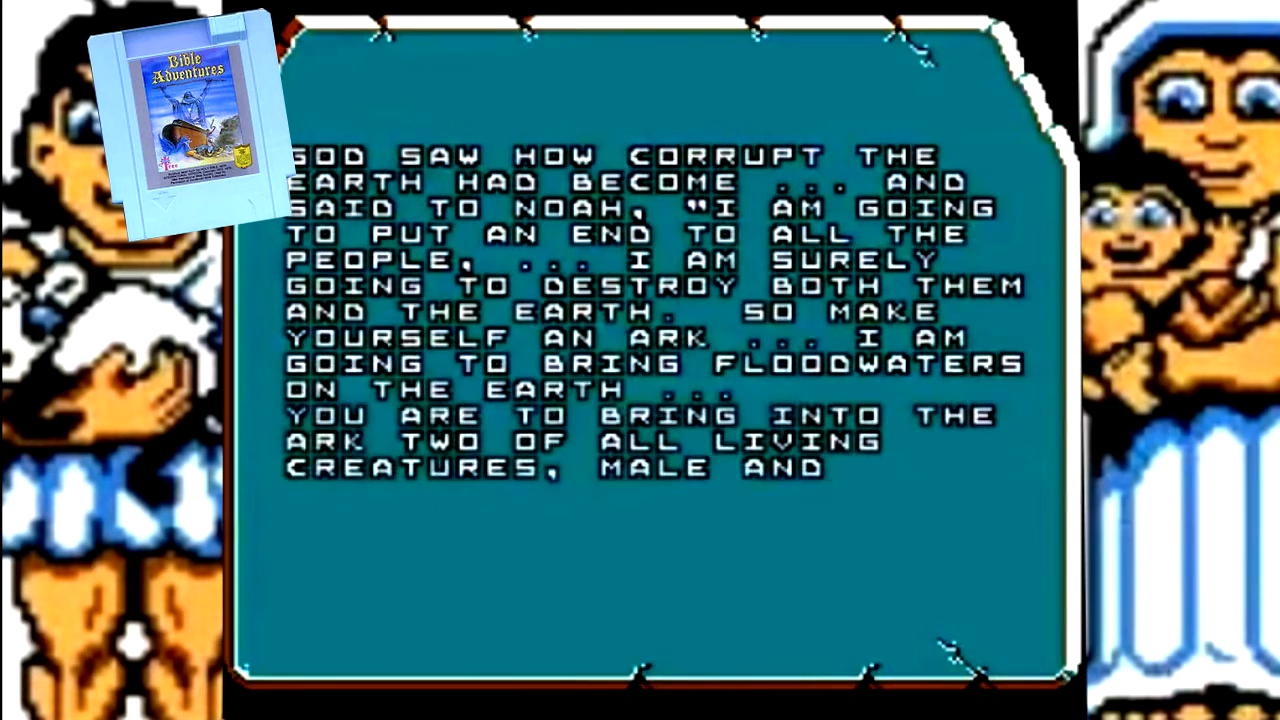 Bible
Adventures
GOD SAW HOW CORRUPT THE
EARTH HAD BECOME ... AND
SAID TO NOAH, "I AM GOING
TO PUT AN END TO ALL THE
PEOPLE, ... I AM SURELY
GOING TO DESTROY BOTH THEM
AND THE EARTH. SO MAKE
YOURSELF AN ARK ... I AM
GOING TO BRING FLOODWATERS
ON THE EARTH ...
YOU ARE TO BRING INTO THE
ARK TWO OF ALL LIVING
CREATURES, MALE AND